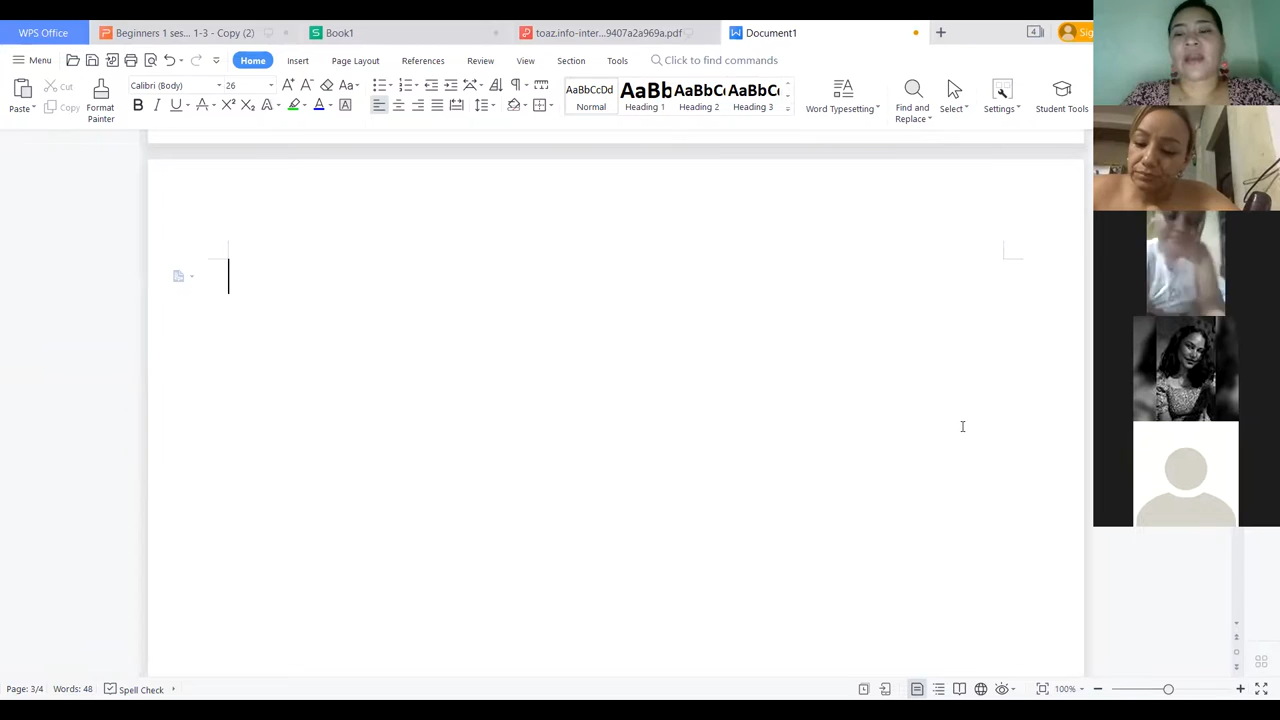 WPS Office Beginners 1 ses... 1-3 - Copy (2) Book1 toaz.info-inter...9407a2a969a.pdf Document1 4
Menu Home Insert Page Layout References Review View Section Tools Click to find commands
Paste Cut Copy Format Painter Calibri (Body) 26 AaBbCcDd Normal Heading 1 Heading 2 Heading 3 Word Typesetting Find and Replace Select Settings Student Tools
Page: 3/4 Words: 48 Spell Check 100%